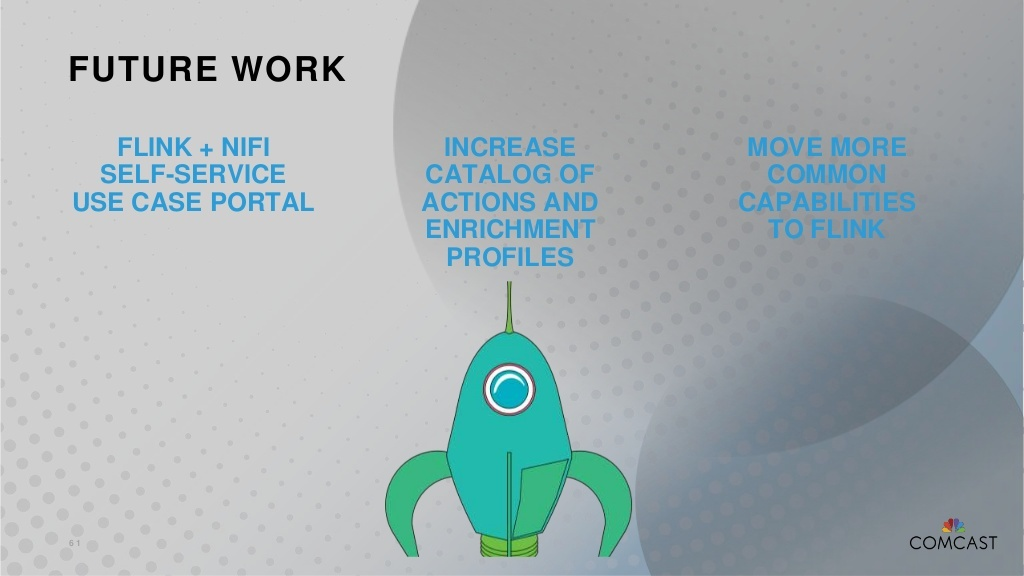 FUTURE WORK
FLINK + NIFI
SELF-SERVICE
USE CASE PORTAL
INCREASE
CATALOG OF
ACTIONS AND
ENRICHMENT
PROFILES
MOVE MORE
COMMON
CAPABILITIES
TO FLINK
61
COMCAST